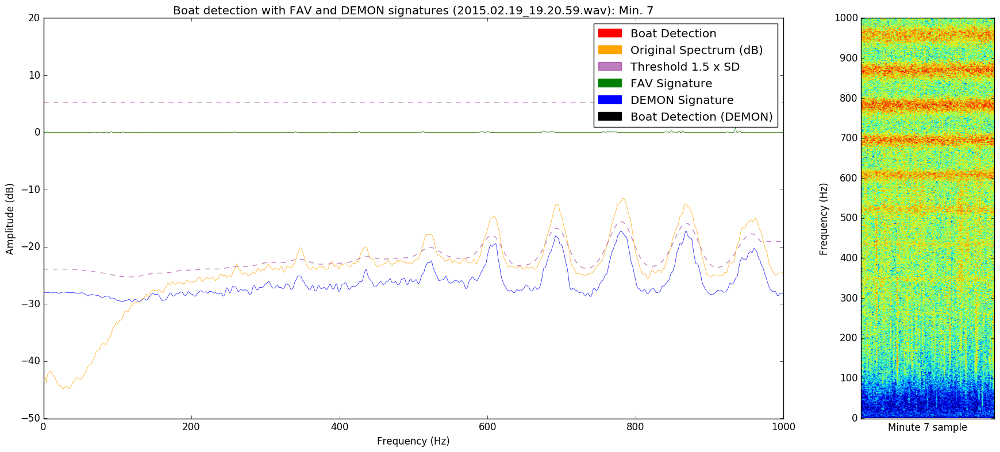 Boat detection with FAV and DEMON signatures (2015.02.19_19.20.59.wav): Min. 7
Boat Detection
Original Spectrum (dB)
Threshold 1.5 x SD
FAV Signature
DEMON Signature
Boat Detection (DEMON)
Amplitude (dB)
20
10
0
−10
−20
−30
−40
−50
0
200
400
600
800
1000
Frequency (Hz)
Frequency (Hz)
1000
900
800
700
600
500
400
300
200
100
0
Minute 7 sample